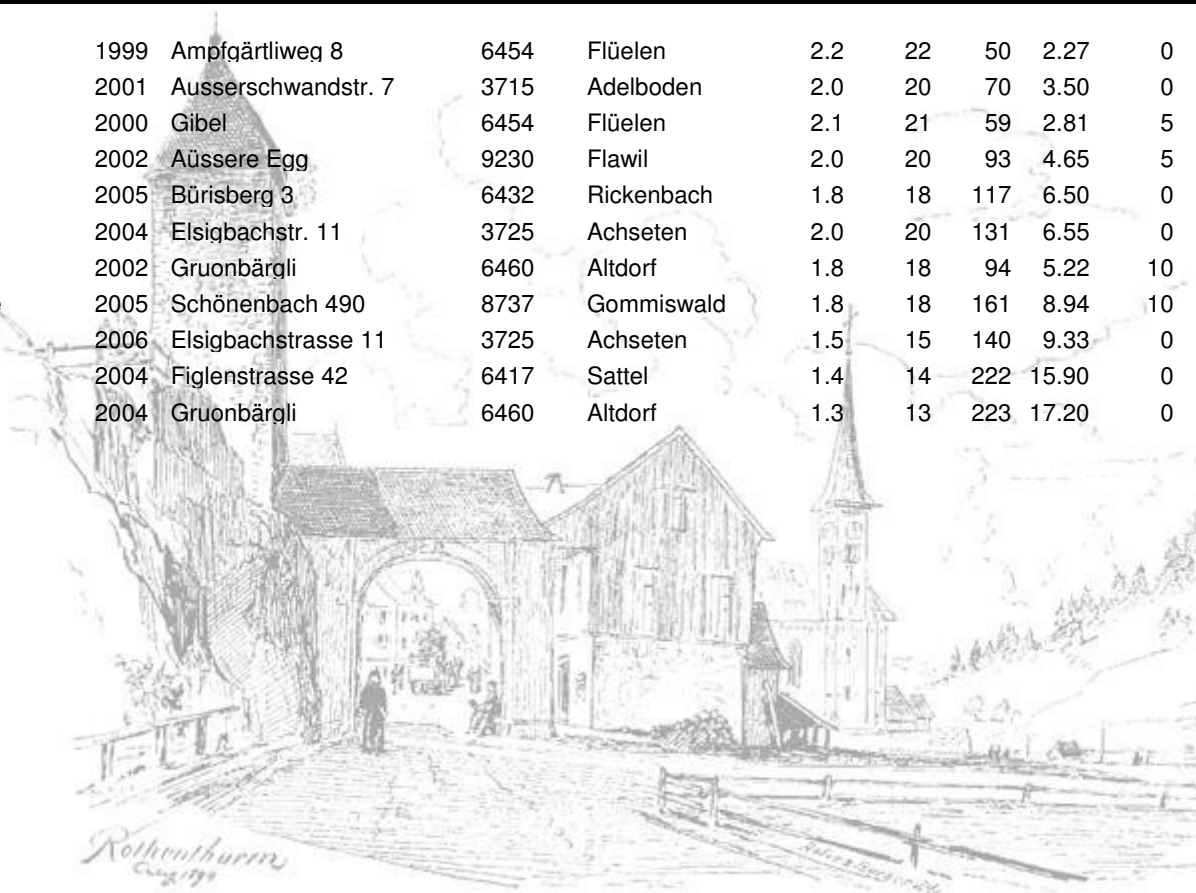 1999 Ampfgärtliweg 8 6454 Flüelen 2.2 22 50 2.27 0
2001 Ausserschwandstr. 7 3715 Adelboden 2.0 20 70 3.50 0
2000 Gibel 6454 Flüelen 2.1 21 59 2.81 5
2002 Aüssere Egg 9230 Flawil 2.0 20 93 4.65 5
2005 Bürisberg 3 6432 Rickenbach 1.8 18 117 6.50 0
2004 Elsigbachstr. 11 3725 Achseten 2.0 20 131 6.55 0
2002 Gruonbärgli 6460 Altdorf 1.8 18 94 5.22 10
2005 Schönenbach 490 8737 Gommiswald 1.8 18 161 8.94 10
2006 Elsigbachstrasse 11 3725 Achseten 1.5 15 140 9.33 0
2004 Figlenstrasse 42 6417 Sattel 1.4 14 222 15.90 0
2004 Gruonbärgli 6460 Altdorf 1.3 13 223 17.20 0
Rothenthurm